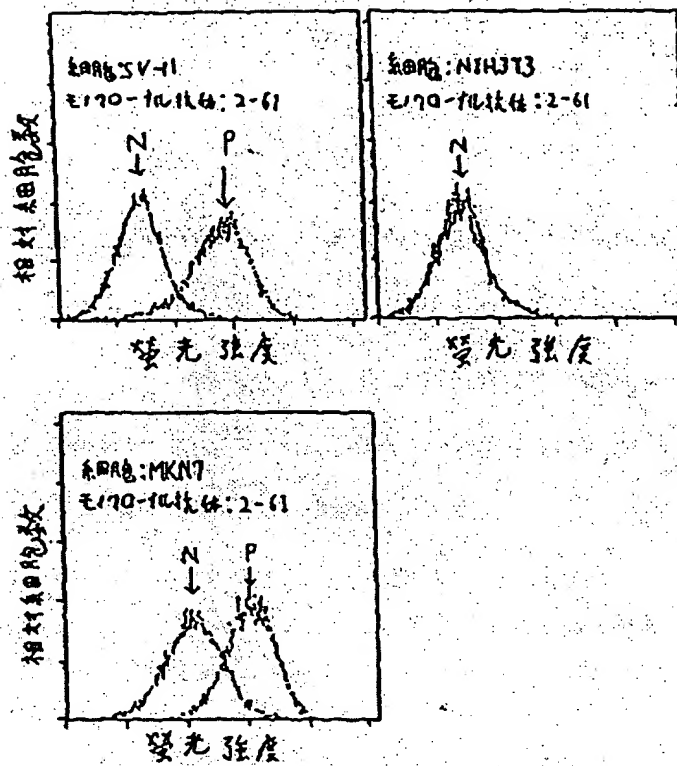 細胞:SV-11
モノクローナル抗体:2-61
N
P
相対細胞数
螢光強度
細胞:NIH3T3
モノクローナル抗体:2-61
N
螢光強度
細胞:MKN7
モノクローナル抗体:2-61
N
P
相対細胞数
螢光強度